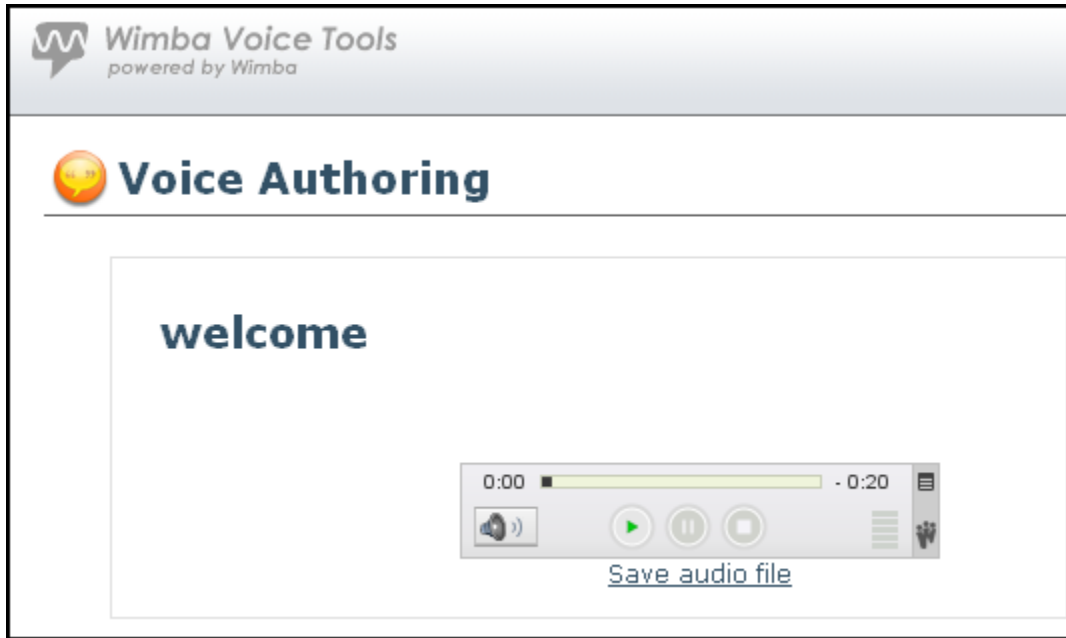 Wimba Voice Tools
powered by Wimba
Voice Authoring
welcome
0:00 - 0:20
Save audio file